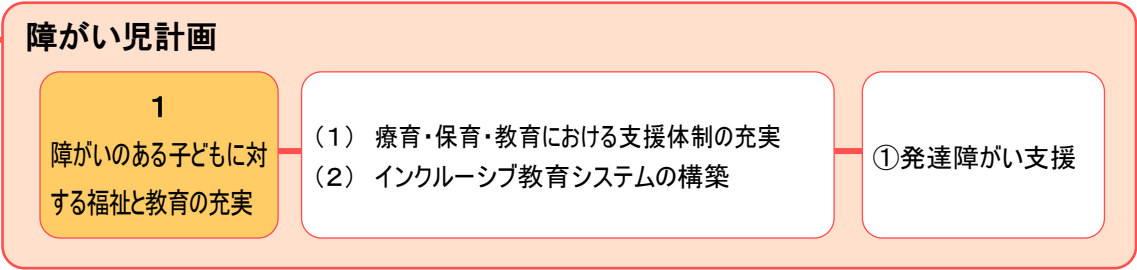 障がい児計画
1
障がいのある子どもに対
する福祉と教育の充実
（１） 療育・保育・教育における支援体制の充実
（２） インクルーシブ教育システムの構築
①発達障がい支援